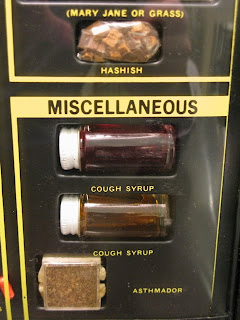 (MARY JANE OR GRASS)
HASHISH
MISCELLANEOUS
COUGH SYRUP
COUGH SYRUP
ASTHMADOR